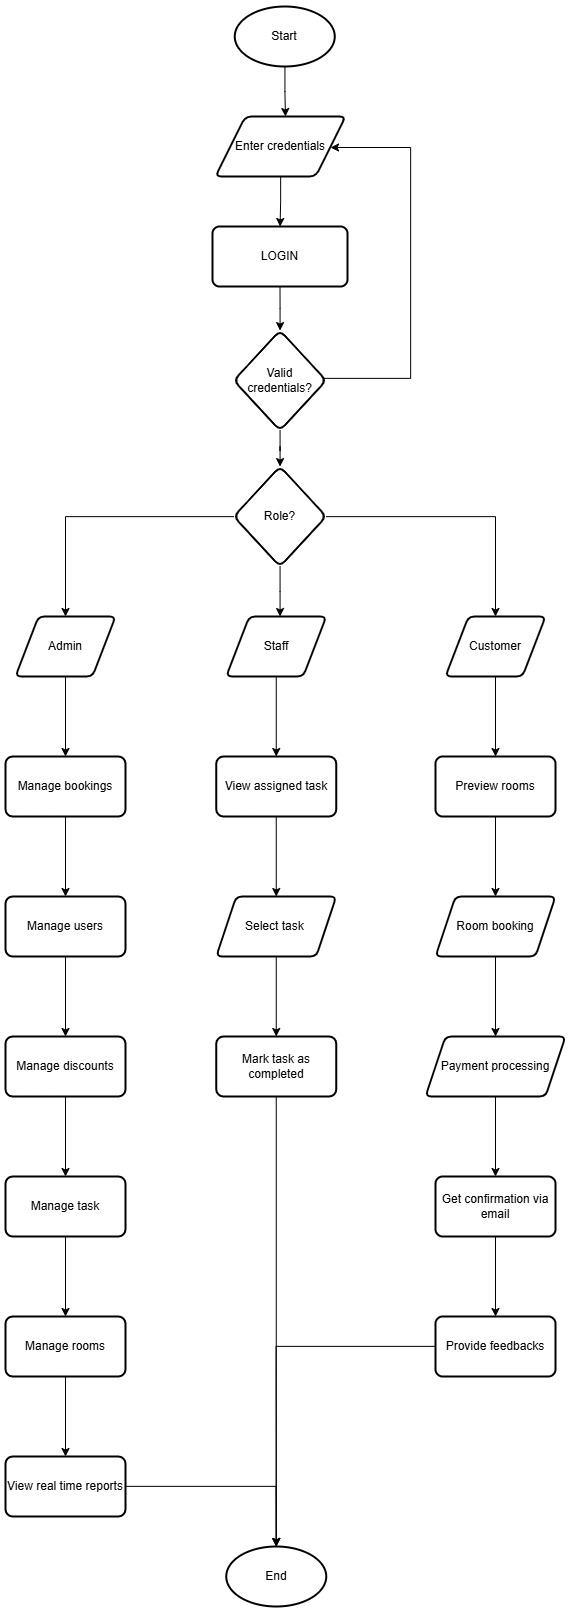 Start
Enter credentials
LOGIN
Valid
credentials?
Role?
Admin
Staff
Customer
Manage bookings
View assigned task
Preview rooms
Manage users
Select task
Room booking
Manage discounts
Mark task as
completed
Payment processing
Manage task
Get confirmation via
email
Manage rooms
Provide feedbacks
View real time reports
End